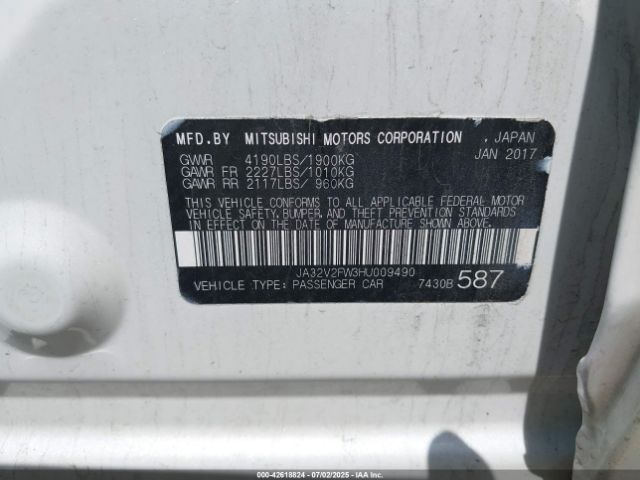 MFD.BY MITSUBISHI MOTORS CORPORATION , JAPAN
JAN 2017
GVWR 4190LBS/1900KG
GAWR FR 2227LBS/1010KG
GAWR RR 2117LBS/ 960KG
THIS VEHICLE CONFORMS TO ALL APPLICABLE FEDERAL MOTOR
VEHICLE SAFETY, BUMPER, AND THEFT PREVENTION STANDARDS
IN EFFECT ON THE DATE OF MANUFACTURE SHOWN ABOVE.
JA32V2FW3HU009490
VEHICLE TYPE: PASSENGER CAR 7430B 587
000-42618824 - 07/02/2025 - IAAI.COM